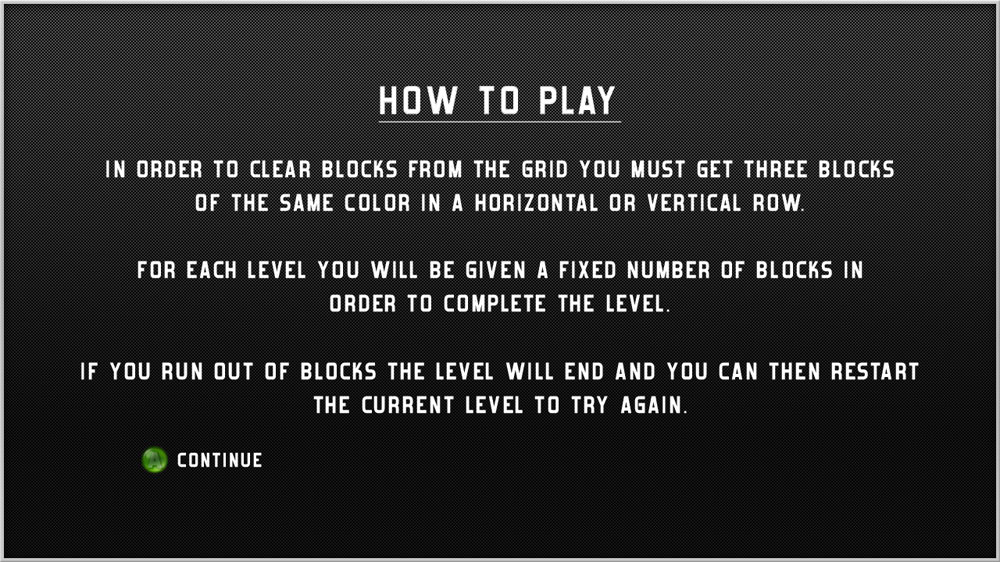 HOW TO PLAY
IN ORDER TO CLEAR BLOCKS FROM THE GRID YOU MUST GET THREE BLOCKS
OF THE SAME COLOR IN A HORIZONTAL OR VERTICAL ROW.
FOR EACH LEVEL YOU WILL BE GIVEN A FIXED NUMBER OF BLOCKS IN
ORDER TO COMPLETE THE LEVEL.
IF YOU RUN OUT OF BLOCKS THE LEVEL WILL END AND YOU CAN THEN RESTART
THE CURRENT LEVEL TO TRY AGAIN.
A CONTINUE